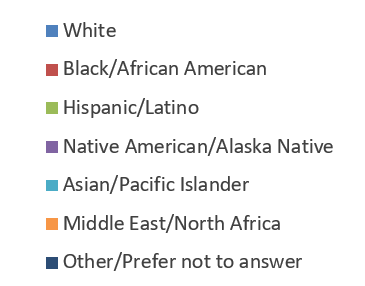 White
Black/African American
Hispanic/Latino
Native American/Alaska Native
Asian/Pacific Islander
Middle East/North Africa
Other/Prefer not to answer